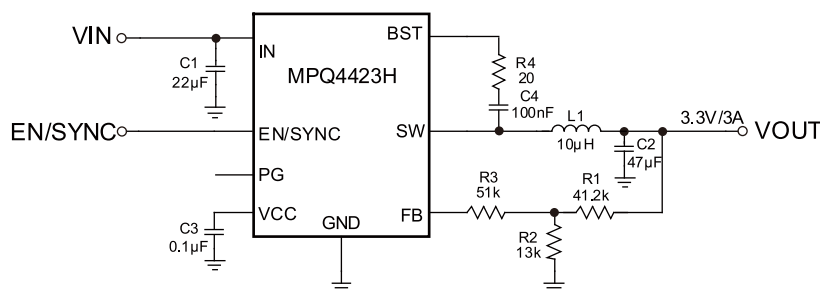 VIN
C1
22µF
IN
BST
MPQ4423H
R4
20
C4
100nF
EN/SYNC
EN/SYNC
SW
L1
10µH
3.3V/3A
VOUT
C2
47µF
PG
R3
51k
R1
41.2k
VCC
GND
FB
C3
0.1µF
R2
13k